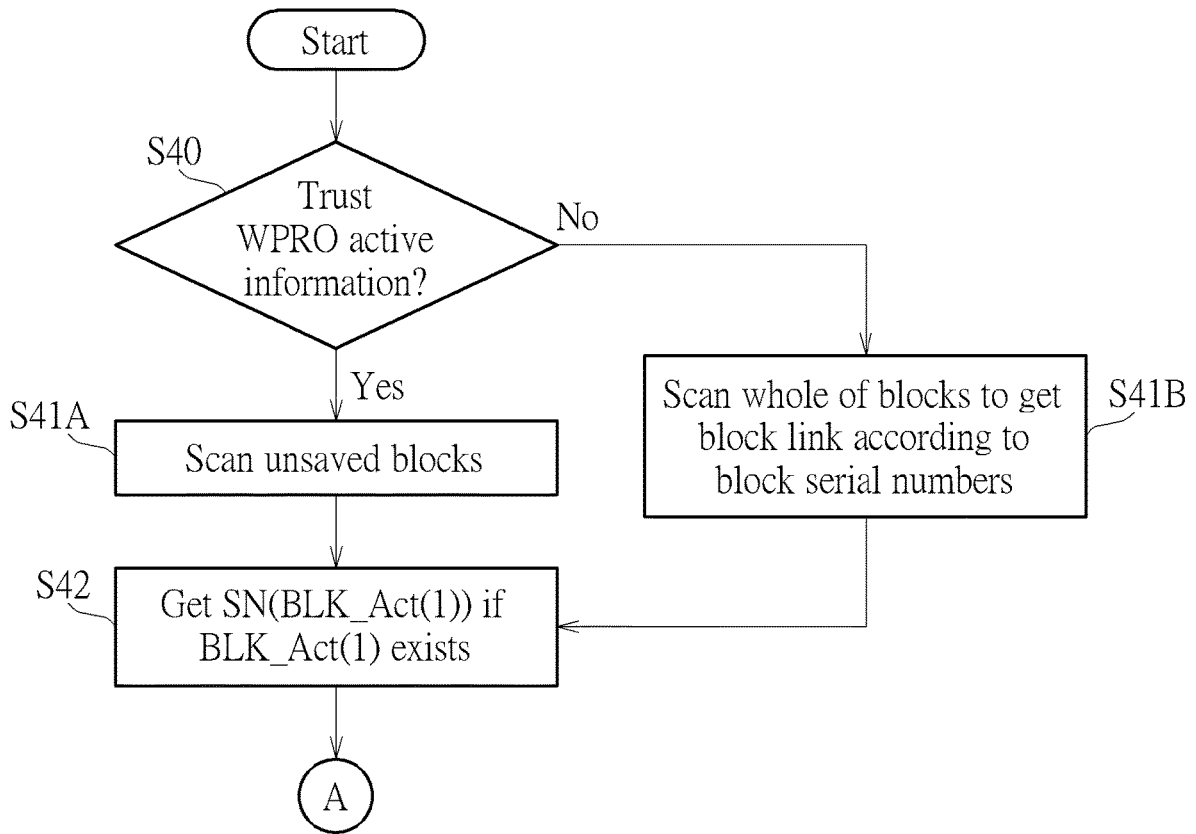 Start
S40
Trust
WPRO active
information?
No
Yes
S41A
Scan unsaved blocks
Scan whole of blocks to get
block link according to
block serial numbers
S41B
S42
Get SN(BLK_Act(1)) if
BLK_Act(1) exists
A